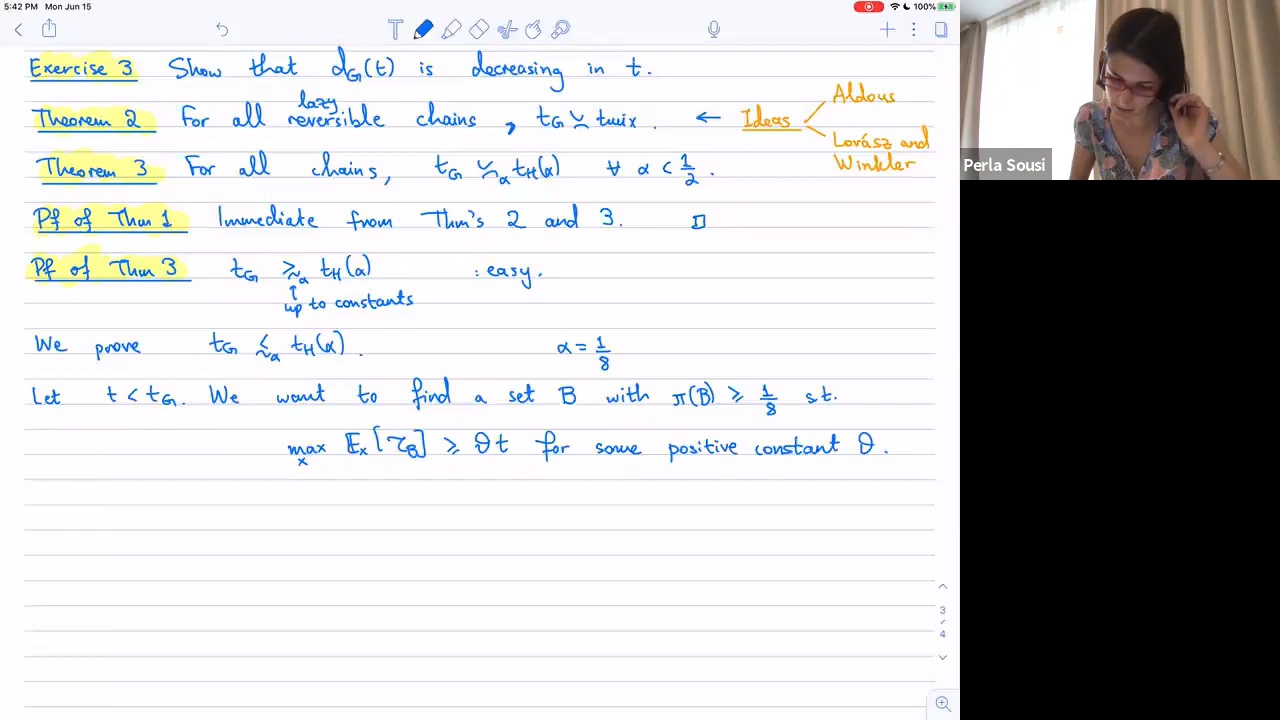 5:42 PM Mon Jun 15
100%
Exercise 3 Show that d_G(t) is decreasing in t.
lazy
Theorem 2 For all reversible chains, t_G ≍ tmix. ← Ideas
Aldous
Lovász and
Winkler
Theorem 3 For all chains, t_G ≍_α t_H(α) ∀ α < 1/2.
Perla Sousi
Pf of Thm 1 Immediate from Thm's 2 and 3. □
Pf of Thm 3 t_G ≳_α t_H(α) : easy.
↑
up to constants
We prove t_G ≲_α t_H(α). α = 1/8
Let t < t_G. We want to find a set B with π(B) ≥ 1/8 s.t.
max_x 𝔼_x[τ_B] ≥ θt for some positive constant θ.
3
/
4